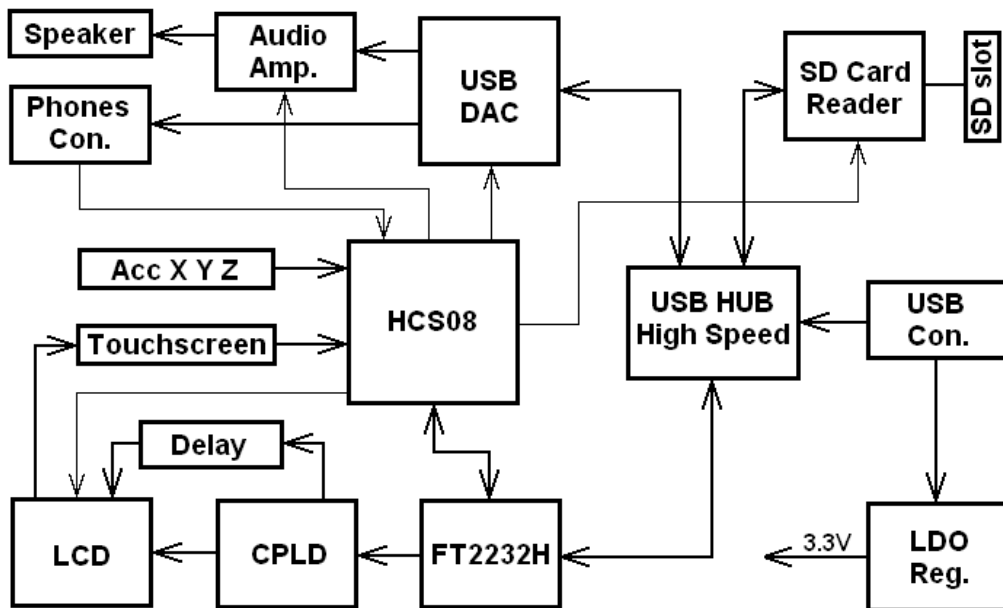 Speaker
Audio
Amp.
USB
DAC
SD Card
Reader
SD slot
Phones
Con.
Acc X Y Z
HCS08
USB HUB
High Speed
USB
Con.
Touchscreen
Delay
LCD
CPLD
FT2232H
3.3V
LDO
Reg.